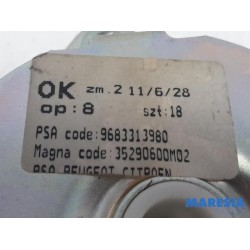 OK zm.2 11/6/28
op:8 szt:18
PSA code:9683313980
Magna code:35290600M02
PSA PEUGEOT CITROEN
MARESIA